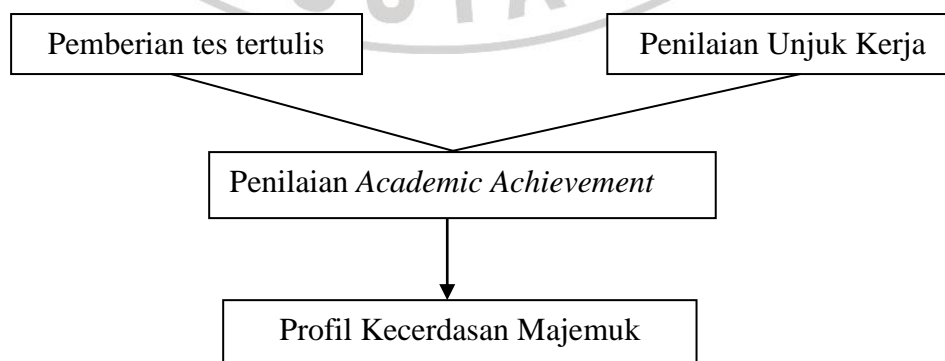 Pemberian tes tertulis
Penilaian Unjuk Kerja
Penilaian Academic Achievement
Profil Kecerdasan Majemuk